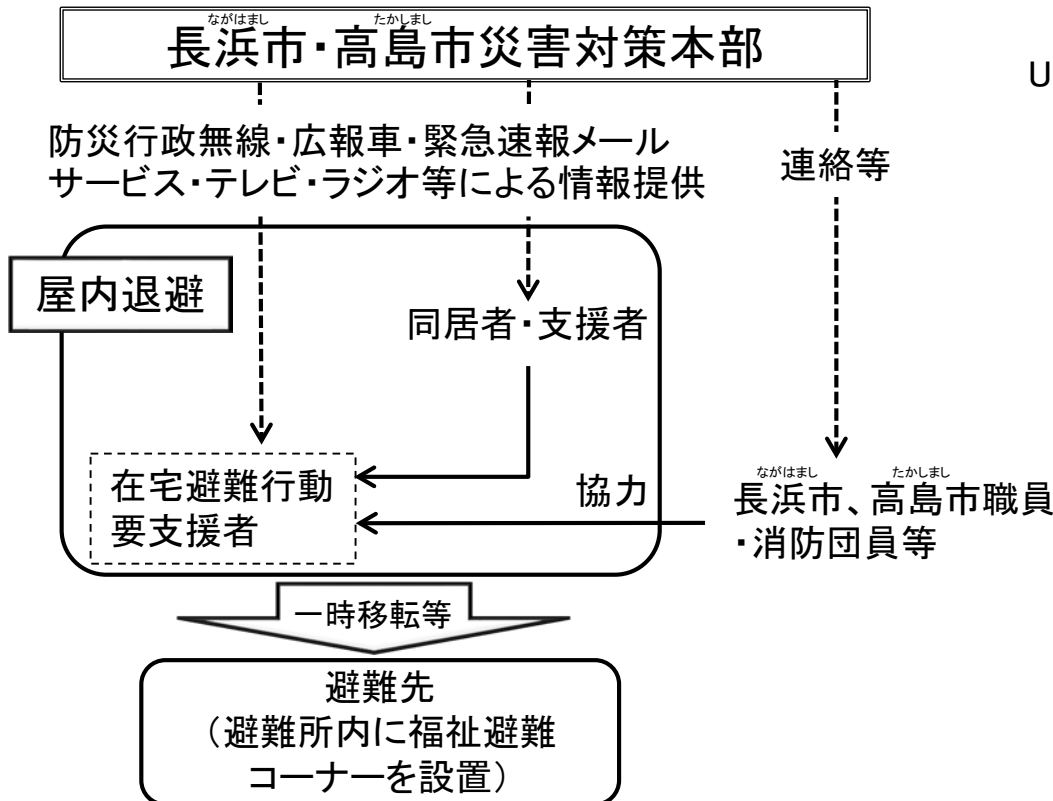 ながはまし たかしまし
長浜市・高島市災害対策本部
U
防災行政無線・広報車・緊急速報メール
サービス・テレビ・ラジオ等による情報提供
連絡等
屋内退避
同居者・支援者
在宅避難行動
要支援者
協力
ながはまし たかしまし
長浜市、高島市職員
・消防団員等
一時移転等
避難先
（避難所内に福祉避難
コーナーを設置）